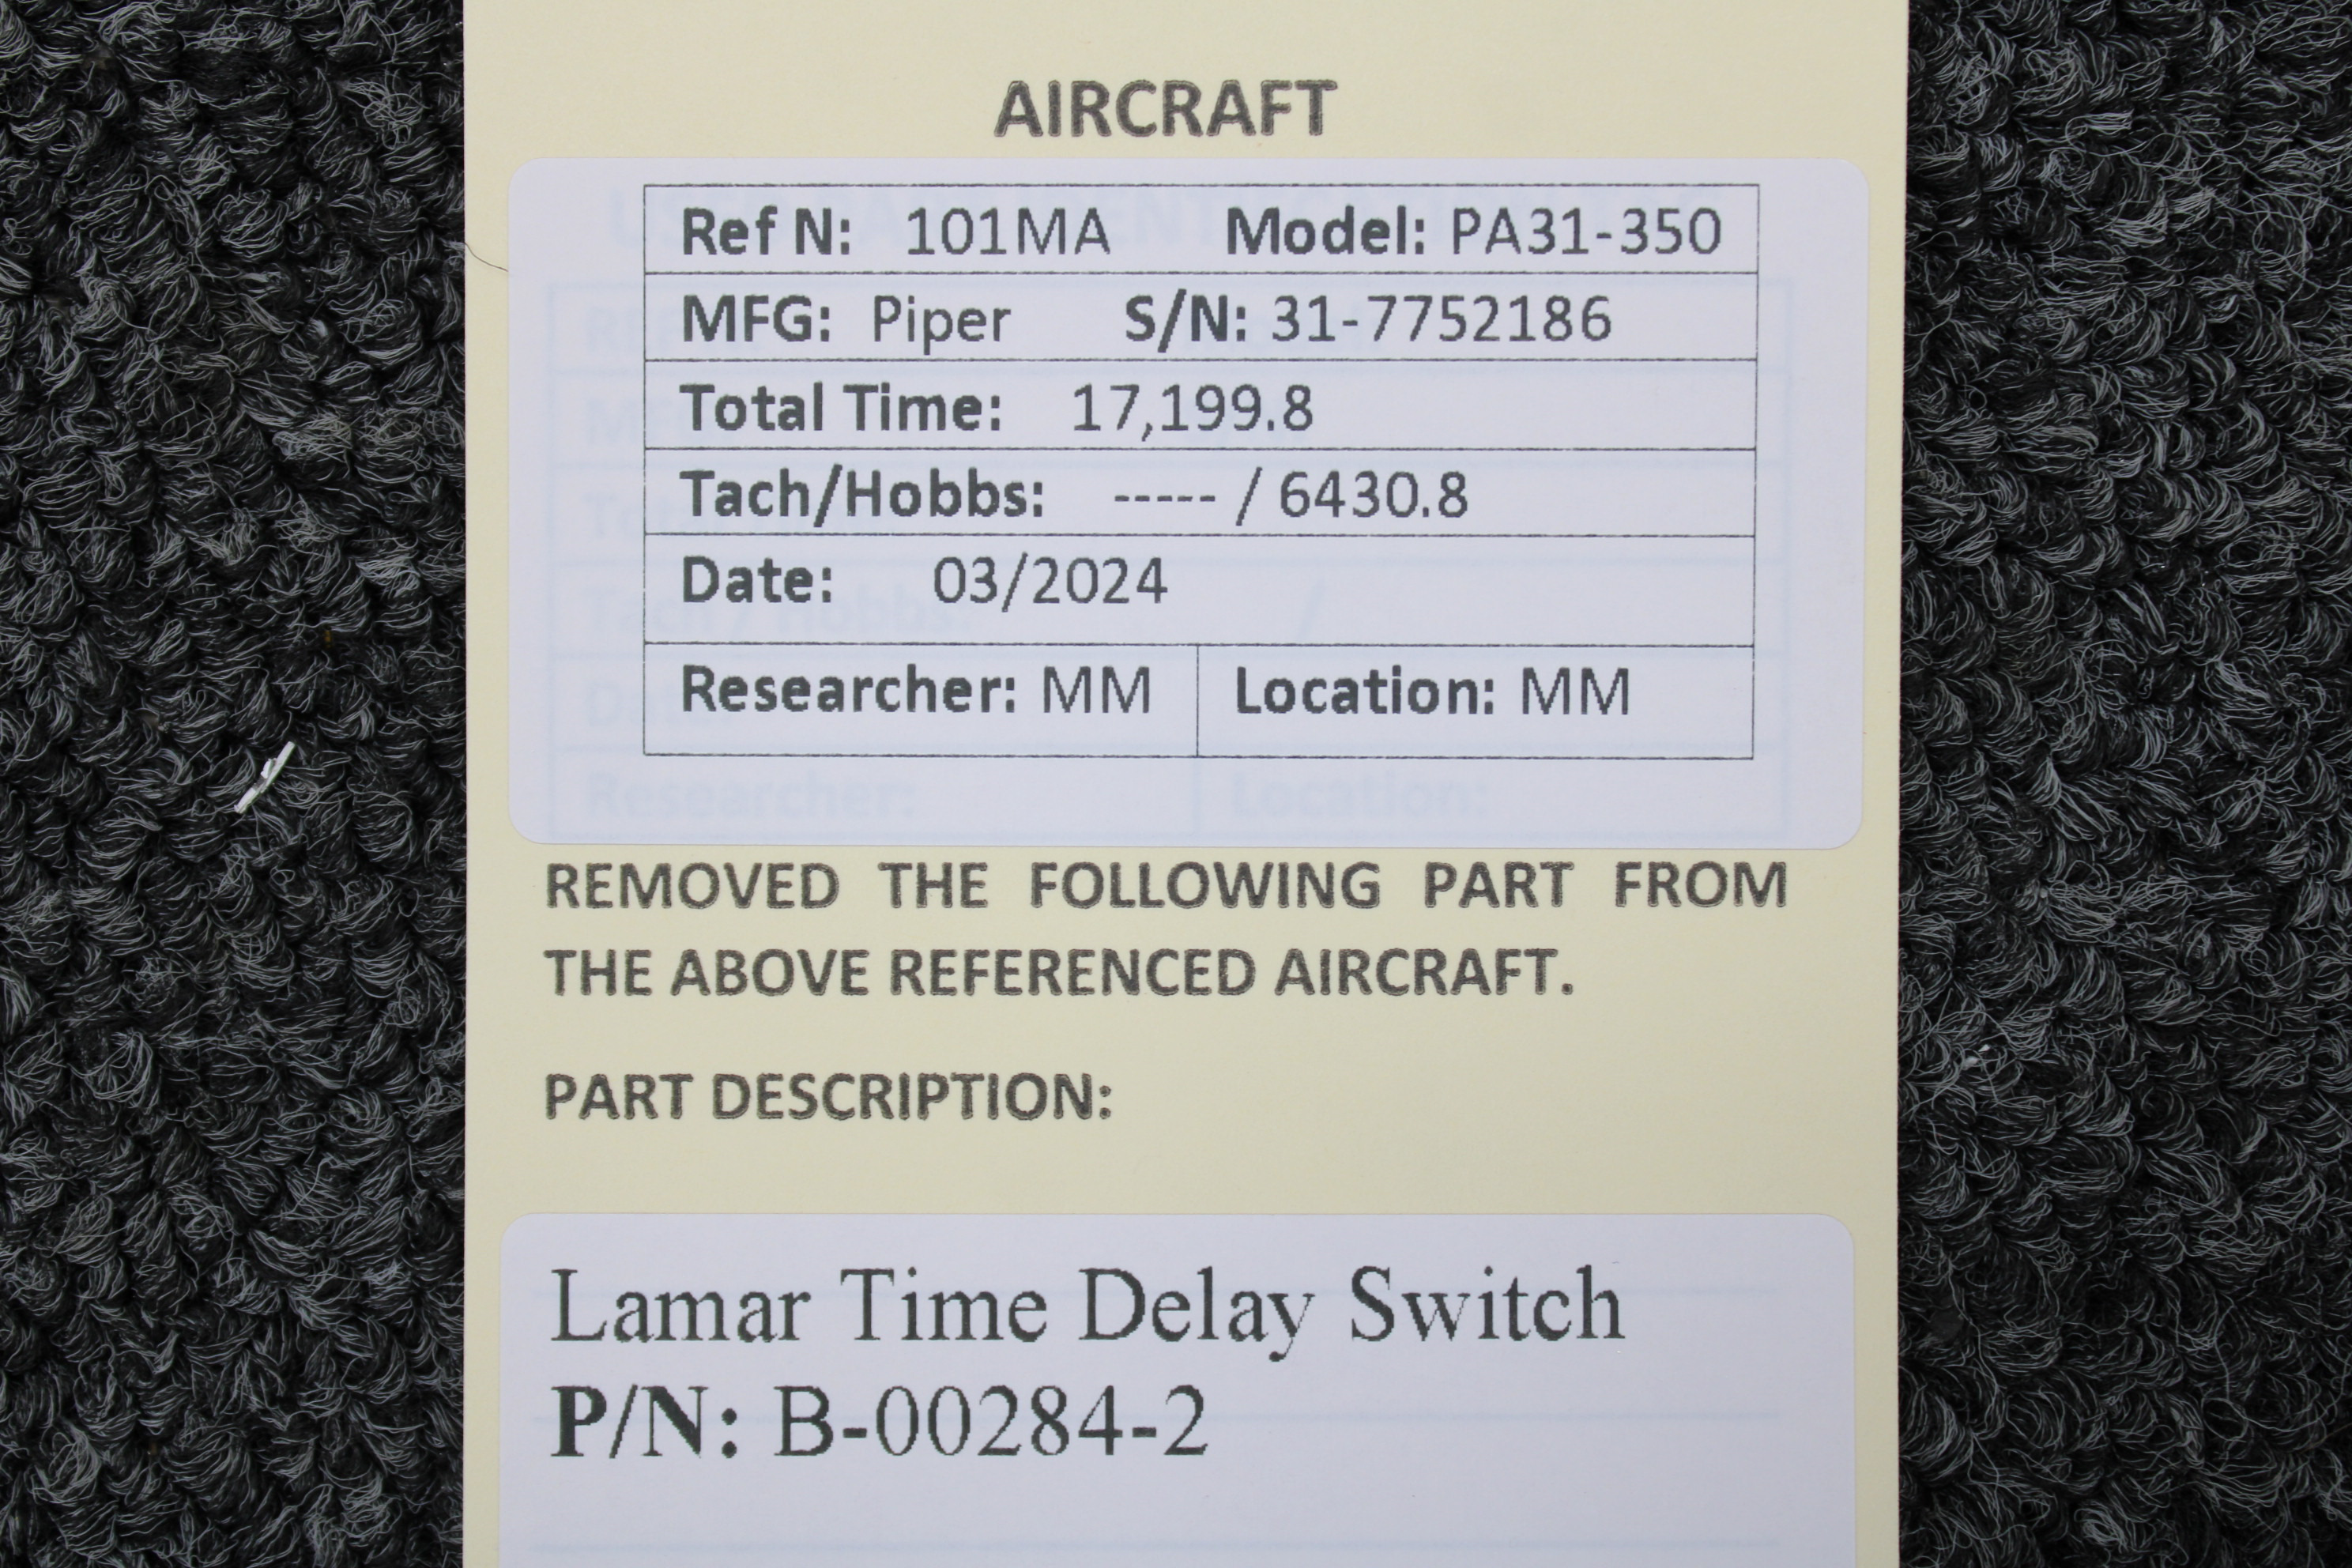 AIRCRAFT
Ref N: 101MA Model: PA31-350
MFG: Piper S/N: 31-7752186
Total Time: 17,199.8
Tach/Hobbs: ----- / 6430.8
Date: 03/2024
Researcher: MM Location: MM
Researcher: Location:
REMOVED THE FOLLOWING PART FROM
THE ABOVE REFERENCED AIRCRAFT.
PART DESCRIPTION:
Lamar Time Delay Switch
P/N: B-00284-2